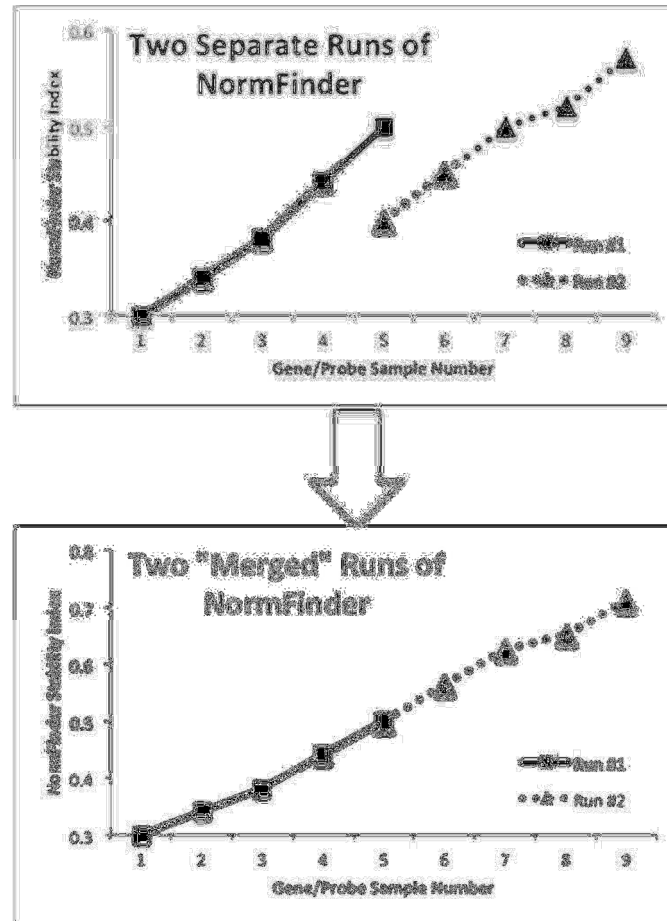 Two Separate Runs of
NormFinder
NormFinder Stability Index
0.6
0.5
0.4
0.3
Run #1
Run #2
1 2 3 4 5 6 7 8 9
Gene/Probe Sample Number
Two "Merged" Runs of
NormFinder
NormFinder Stability Index
0.8
0.7
0.6
0.5
0.4
0.3
Run #1
Run #2
1 2 3 4 5 6 7 8 9
Gene/Probe Sample Number